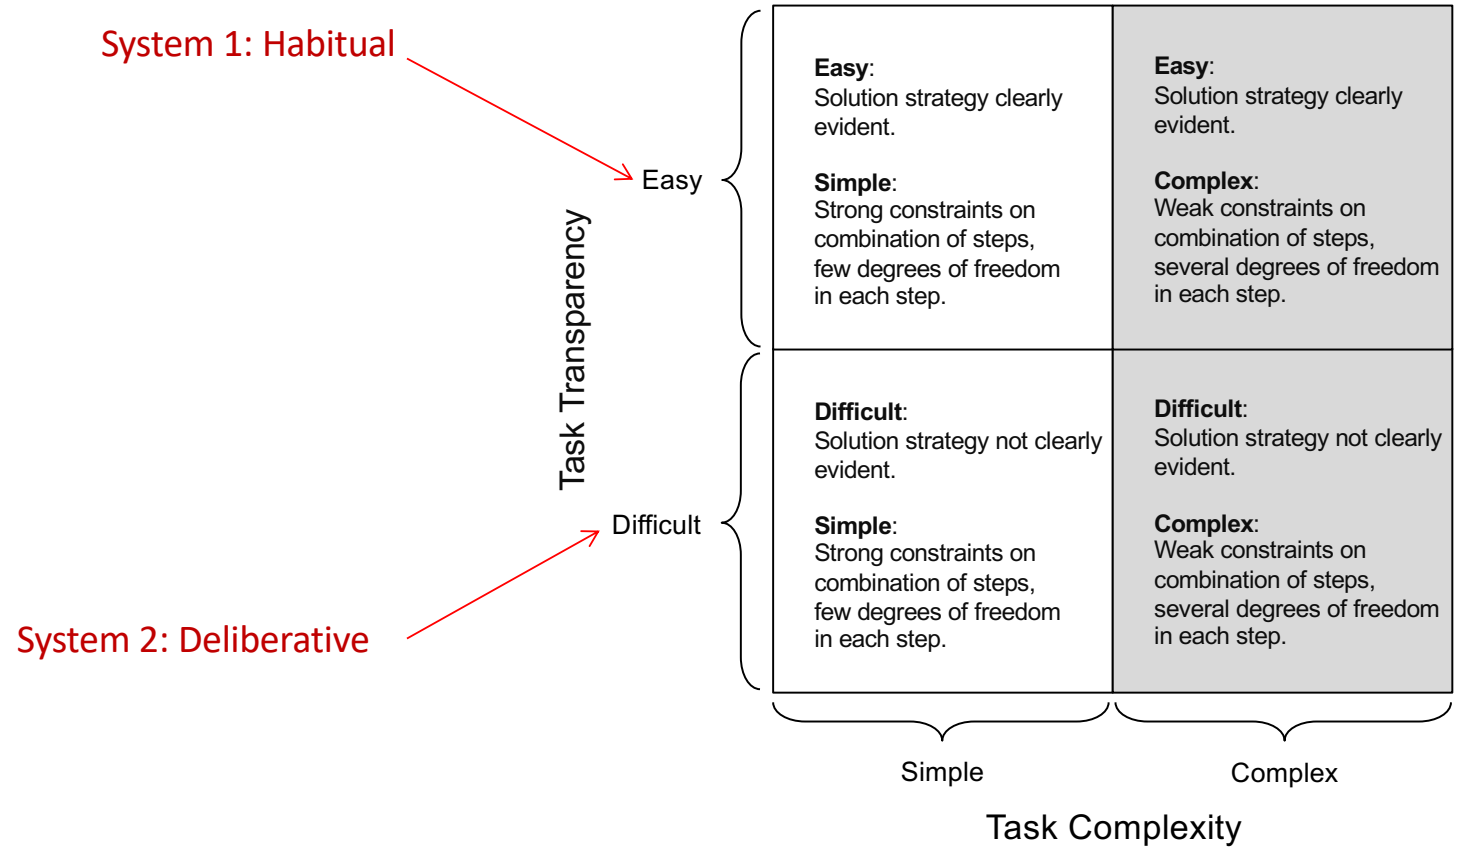 System 1: Habitual
Easy
Task Transparency
Difficult
System 2: Deliberative
Easy:
Solution strategy clearly
evident.
Simple:
Strong constraints on
combination of steps,
few degrees of freedom
in each step.
Easy:
Solution strategy clearly
evident.
Complex:
Weak constraints on
combination of steps,
several degrees of freedom
in each step.
Difficult:
Solution strategy not clearly
evident.
Simple:
Strong constraints on
combination of steps,
few degrees of freedom
in each step.
Difficult:
Solution strategy not clearly
evident.
Complex:
Weak constraints on
combination of steps,
several degrees of freedom
in each step.
Simple
Complex
Task Complexity